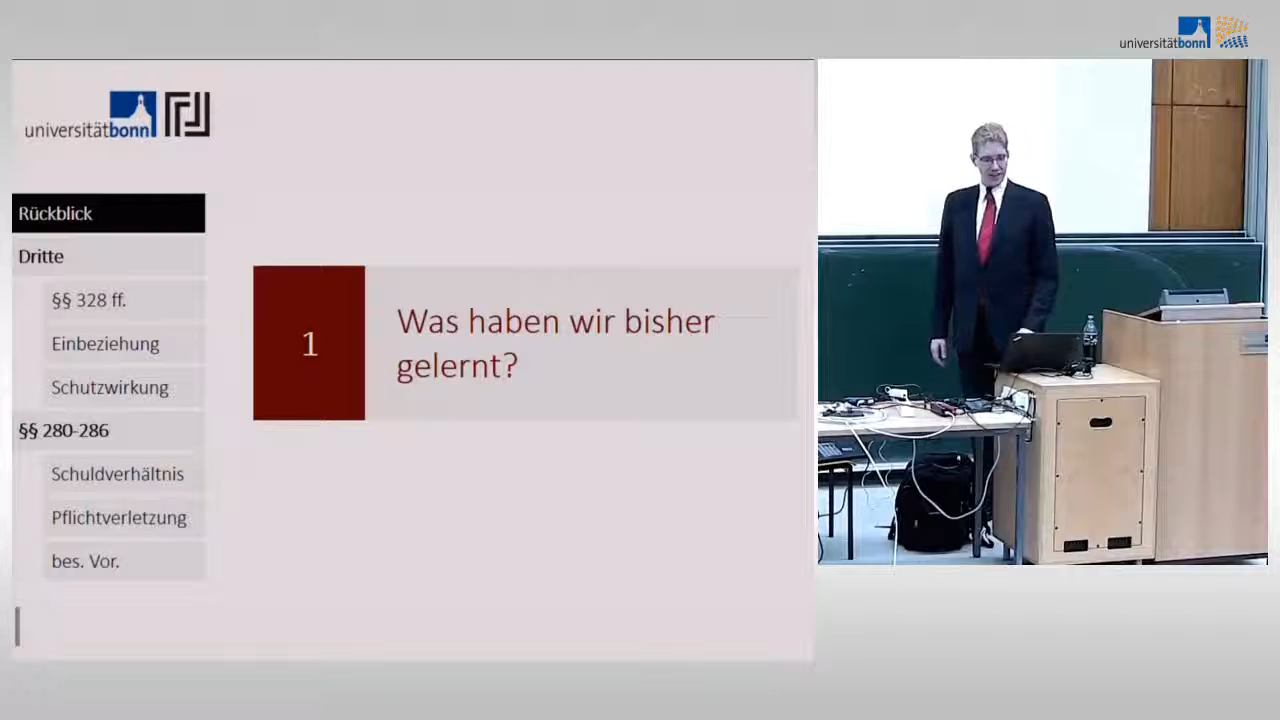 universitätbonn
universitätbonn
Rückblick
Dritte
§§ 328 ff.
Einbeziehung
Schutzwirkung
§§ 280-286
Schuldverhältnis
Pflichtverletzung
bes. Vor.
1
Was haben wir bisher
gelernt?